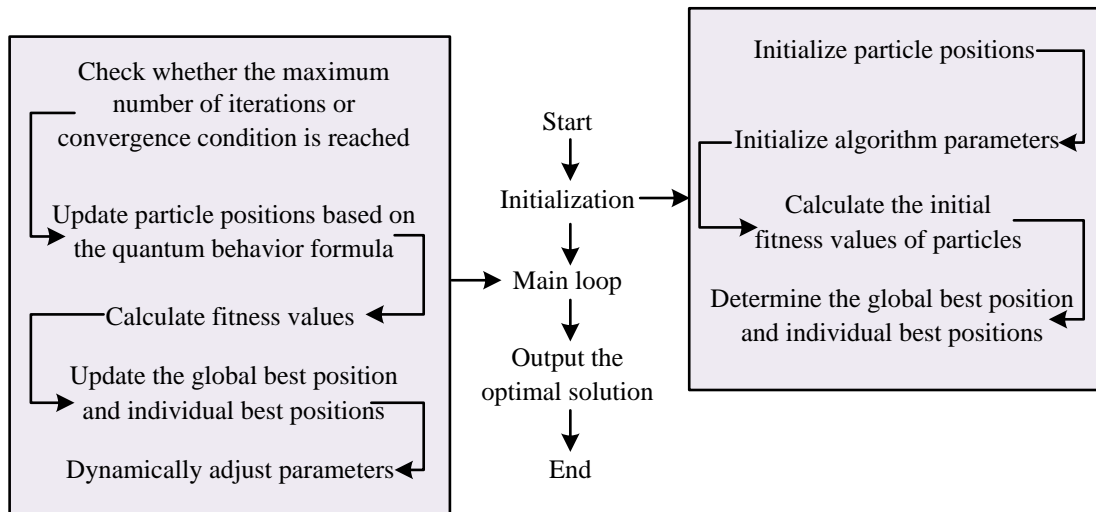 Check whether the maximum
number of iterations or
convergence condition is reached
Update particle positions based on
the quantum behavior formula
Calculate fitness values
Update the global best position
and individual best positions
Dynamically adjust parameters
Start
Initialization
Main loop
Output the
optimal solution
End
Initialize particle positions
Initialize algorithm parameters
Calculate the initial
fitness values of particles
Determine the global best position
and individual best positions